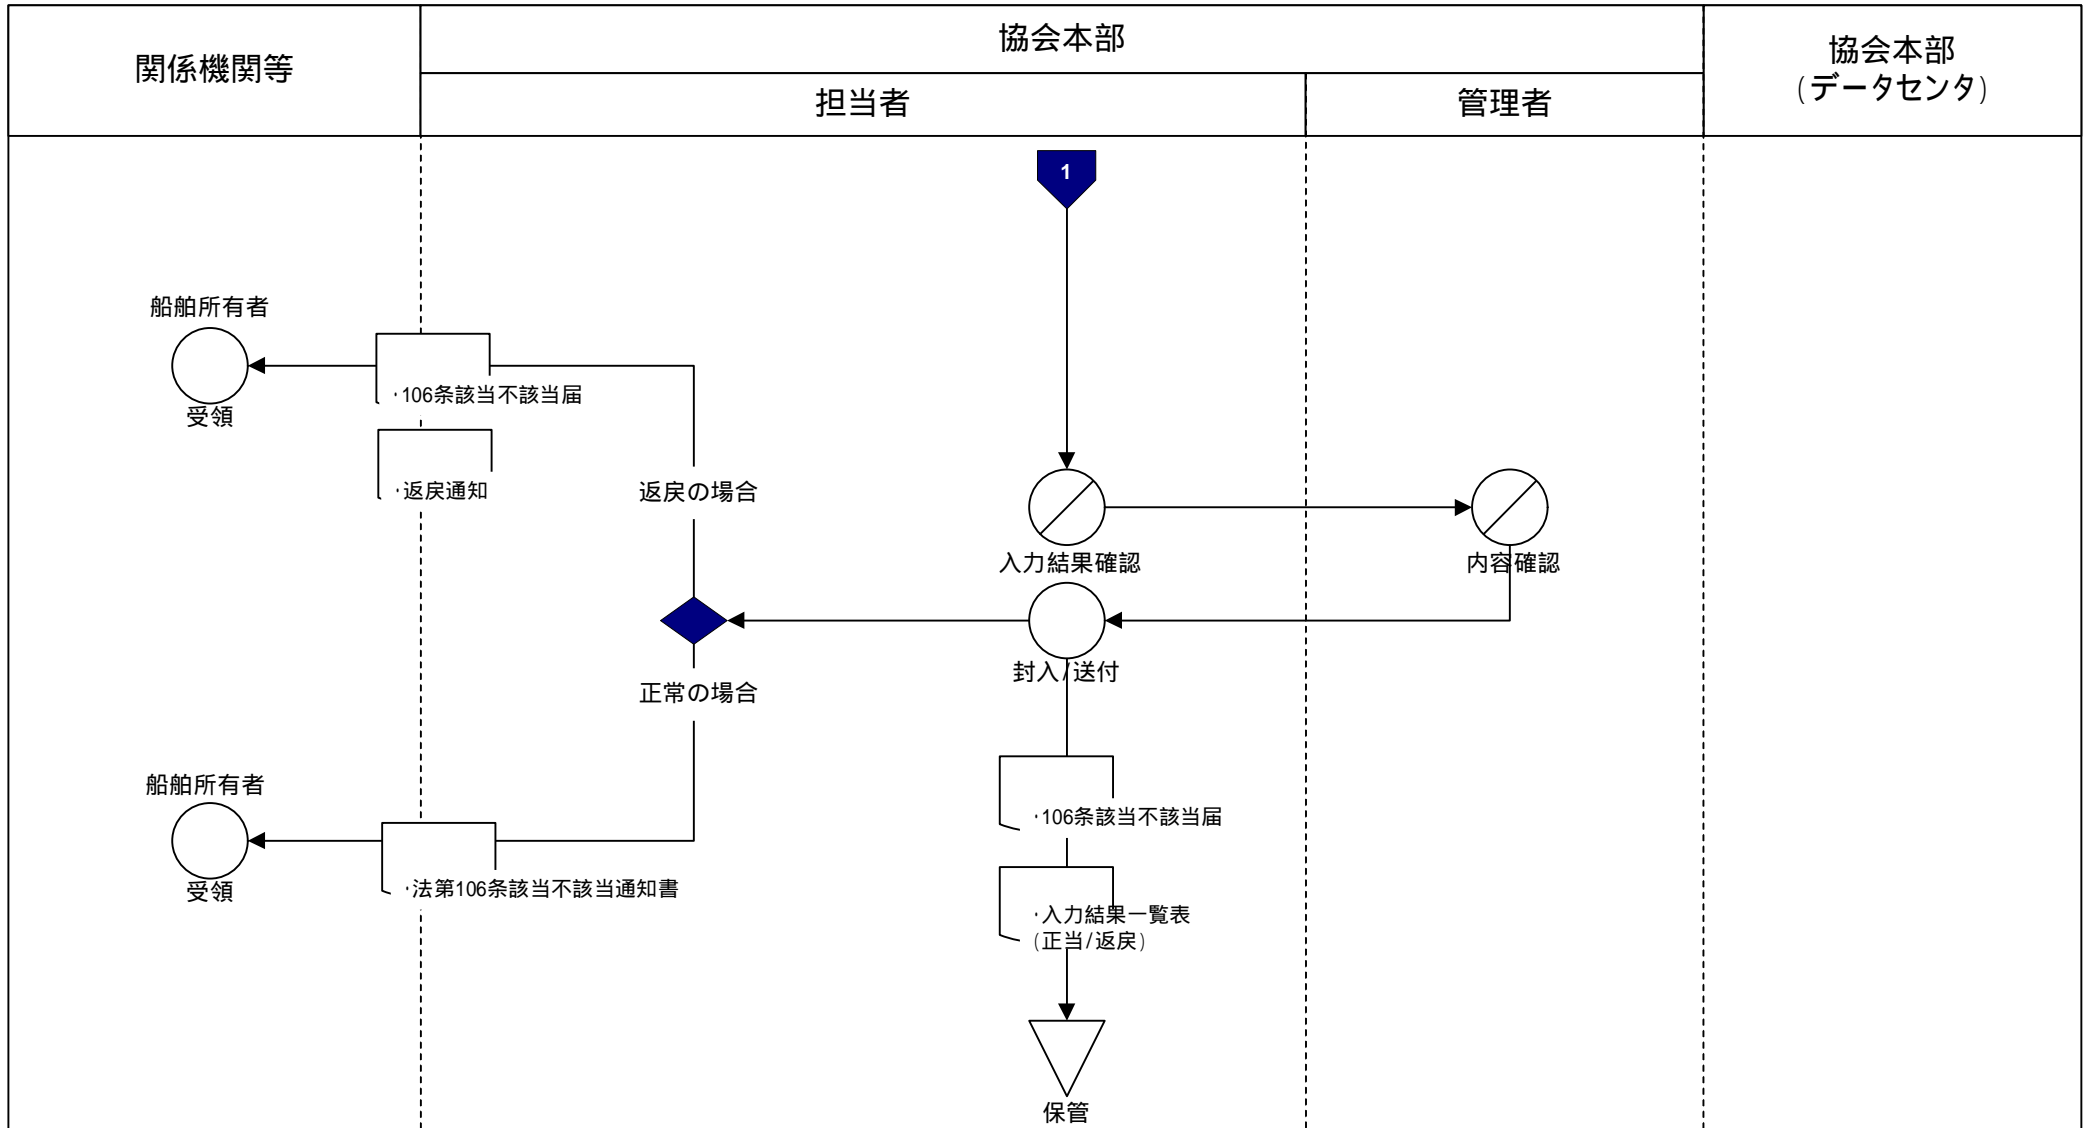 関係機関等
協会本部
担当者
管理者
協会本部
(データセンタ)
1
船舶所有者
受領
・106条該当不該当届
・返戻通知
返戻の場合
入力結果確認
内容確認
封入/送付
正常の場合
船舶所有者
受領
・法第106条該当不該当通知書
・106条該当不該当届
・入力結果一覧表
(正当/返戻)
保管